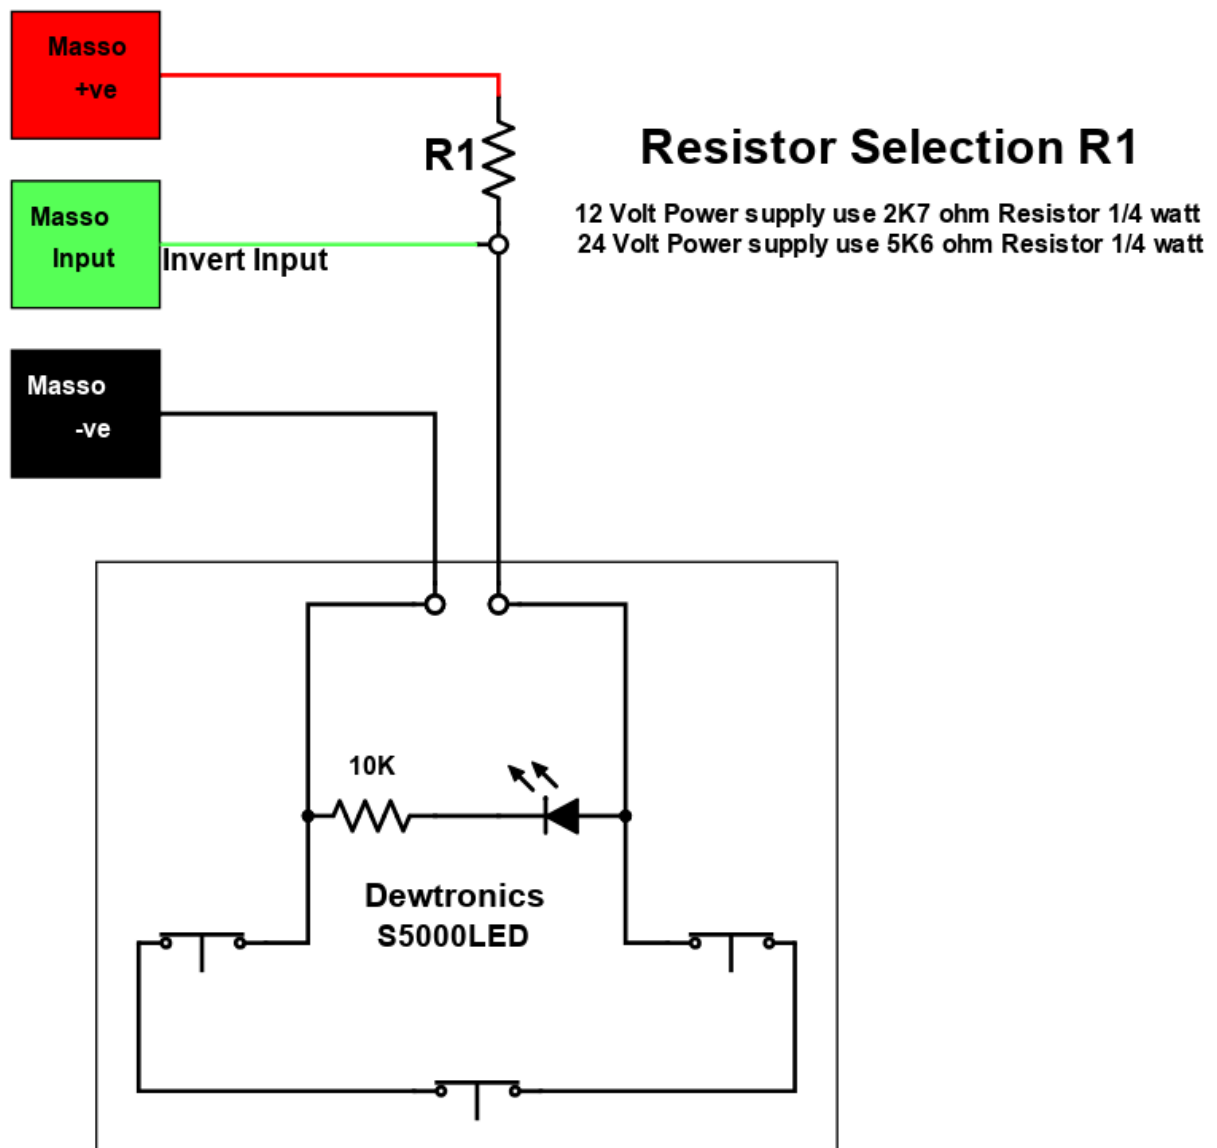 Masso
+ve
R1
Resistor Selection R1
12 Volt Power supply use 2K7 ohm Resistor 1/4 watt
24 Volt Power supply use 5K6 ohm Resistor 1/4 watt
Masso
Input
Invert Input
Masso
-ve
10K
Dewtronics
S5000LED